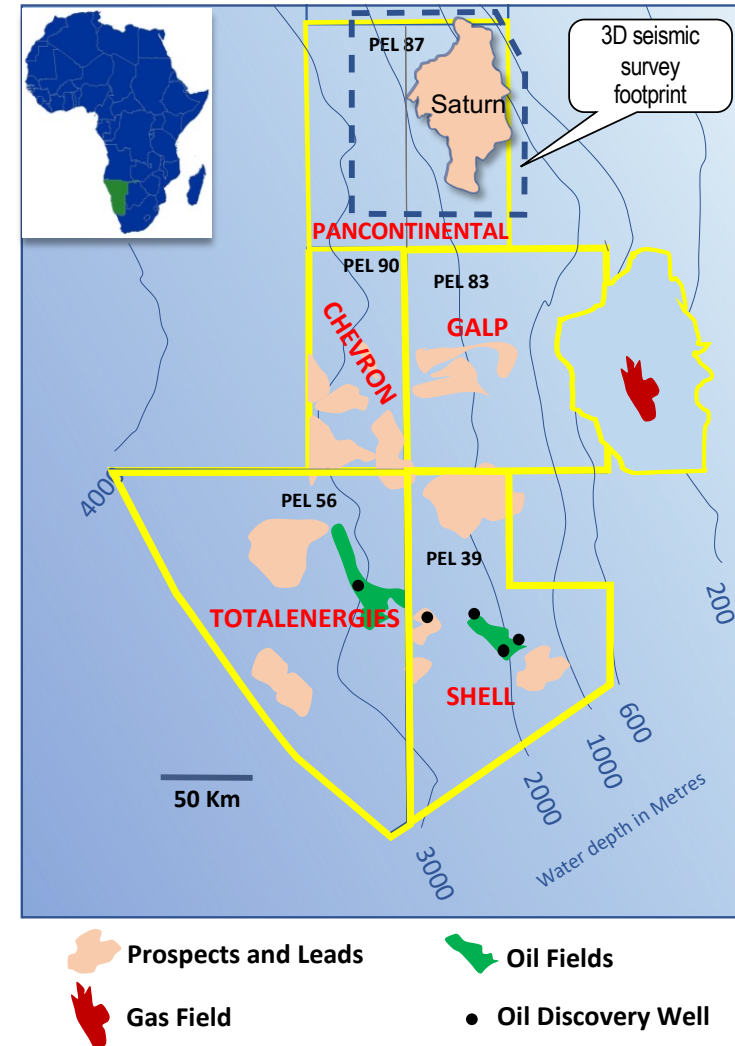 PEL 87
3D seismic
survey
footprint
Saturn
PANCONTINENTAL
PEL 90
PEL 83
CHEVRON
GALP
4000
PEL 56
PEL 39
200
TOTALENERGIES
SHELL
600
1000
2000
3000
50 Km
Water depth in Metres
Prospects and Leads
Oil Fields
Gas Field
Oil Discovery Well